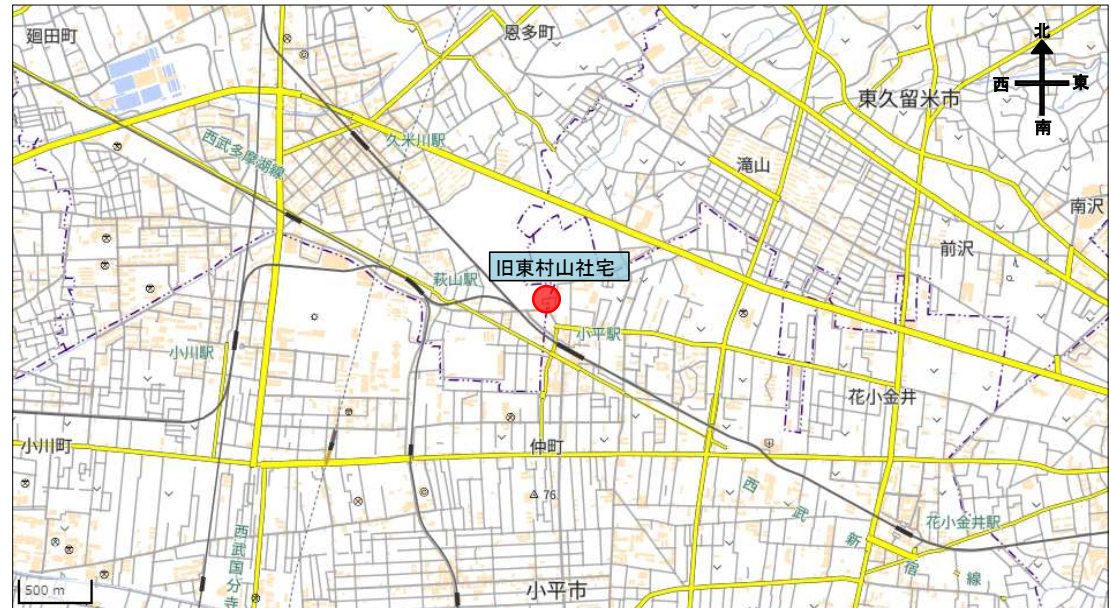 廻田町
恩多町
北
西
東
南
東久留米市
久米川駅
西武多摩湖線
滝山
南沢
前沢
旧東村山社宅
萩山駅
小平駅
小川駅
花小金井
小川町
仲町
76
西武新宿線
花小金井駅
西武国分寺
小平市
500 m